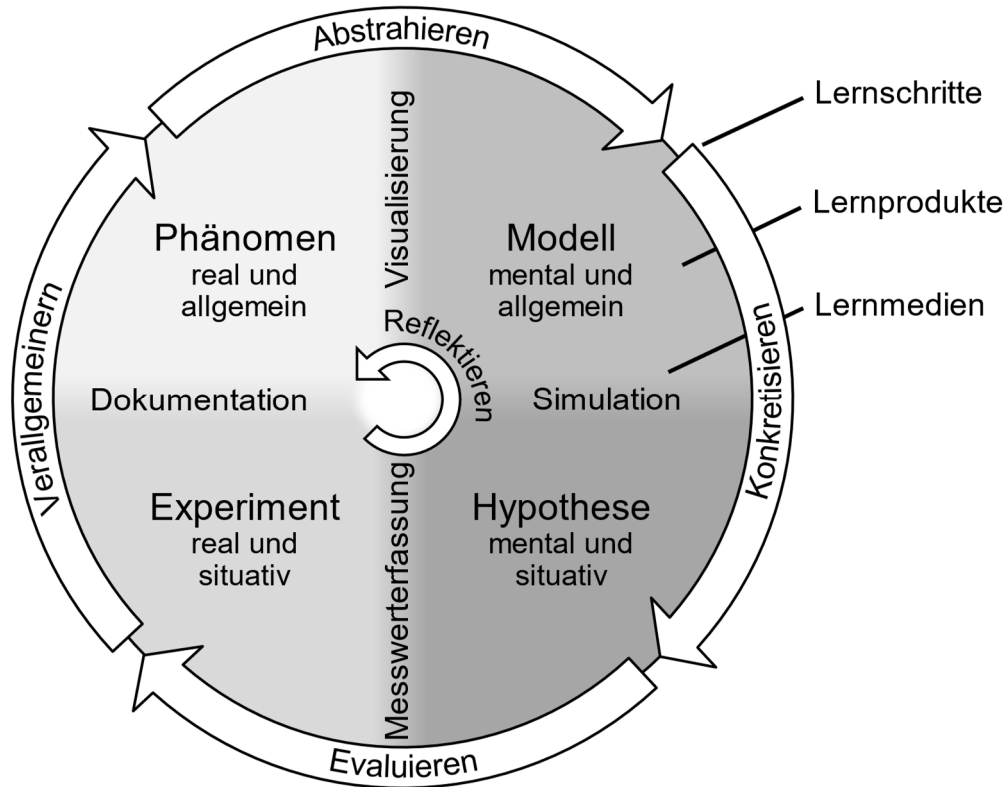 Abstrahieren
Lernschritte
Visualisierung
Lernprodukte
Phänomen
real und
allgemein
Modell
mental und
allgemein
Lernmedien
Reflektieren
Verallgemeinern
Konkretisieren
Dokumentation
Simulation
Experiment
real und
situativ
Messwerterfassung
Hypothese
mental und
situativ
Evaluieren